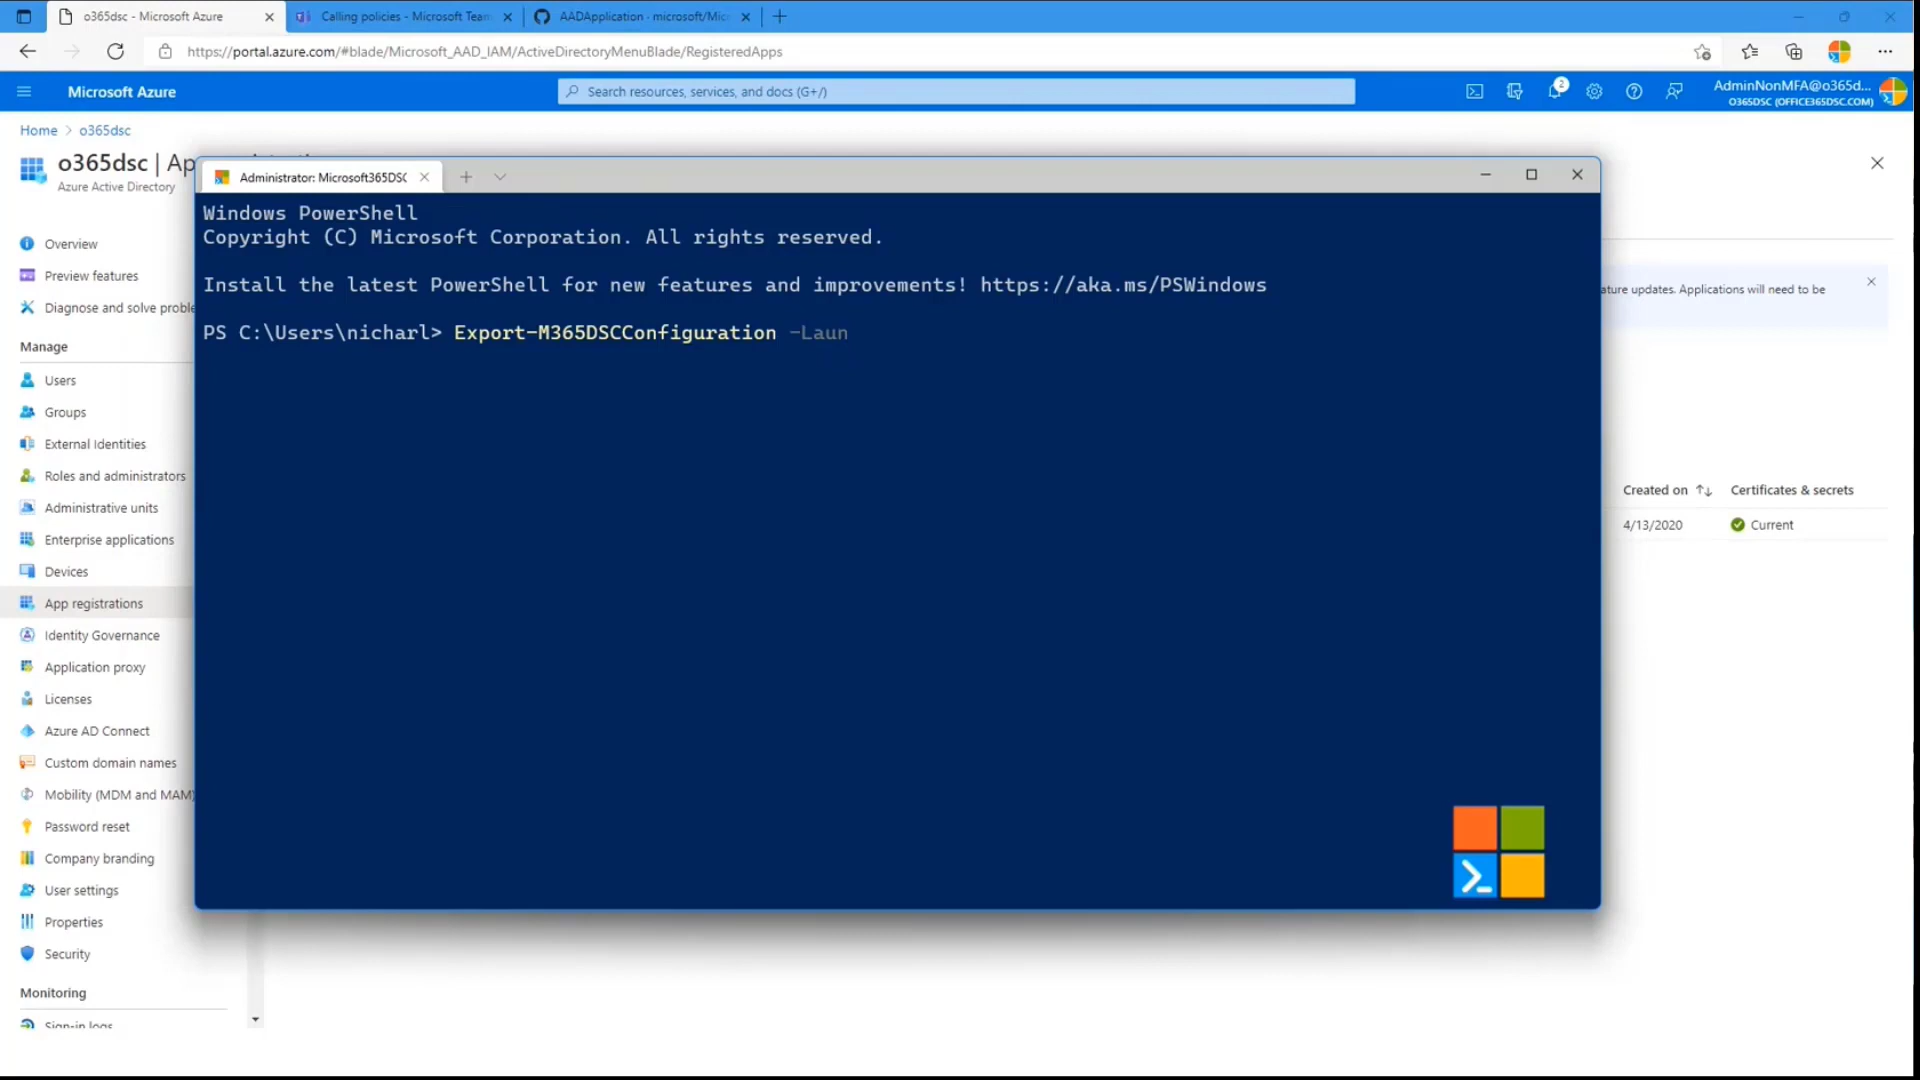 o365dsc - Microsoft Azure
Calling policies - Microsoft Team
AADApplication · microsoft/Mic
https://portal.azure.com/#blade/Microsoft_AAD_IAM/ActiveDirectoryMenuBlade/RegisteredApps
Microsoft Azure
Search resources, services, and docs (G+/)
2
AdminNonMFA@o365d...
O365DSC (OFFICE365DSC.COM)
Home > o365dsc
o365dsc | Ap
Azure Active Directory
Administrator: Microsoft365DSC
Windows PowerShell
Copyright (C) Microsoft Corporation. All rights reserved.
Install the latest PowerShell for new features and improvements! https://aka.ms/PSWindows
PS C:\Users\nicharl> Export-M365DSCConfiguration -Laun
Overview
Preview features
Diagnose and solve proble
Manage
Users
Groups
External Identities
Roles and administrators
Administrative units
Enterprise applications
Devices
App registrations
Identity Governance
Application proxy
Licenses
Azure AD Connect
Custom domain names
Mobility (MDM and MAM)
Password reset
Company branding
User settings
Properties
Security
Monitoring
Sign-in logs
ature updates. Applications will need to be
Created on
Certificates & secrets
4/13/2020
Current